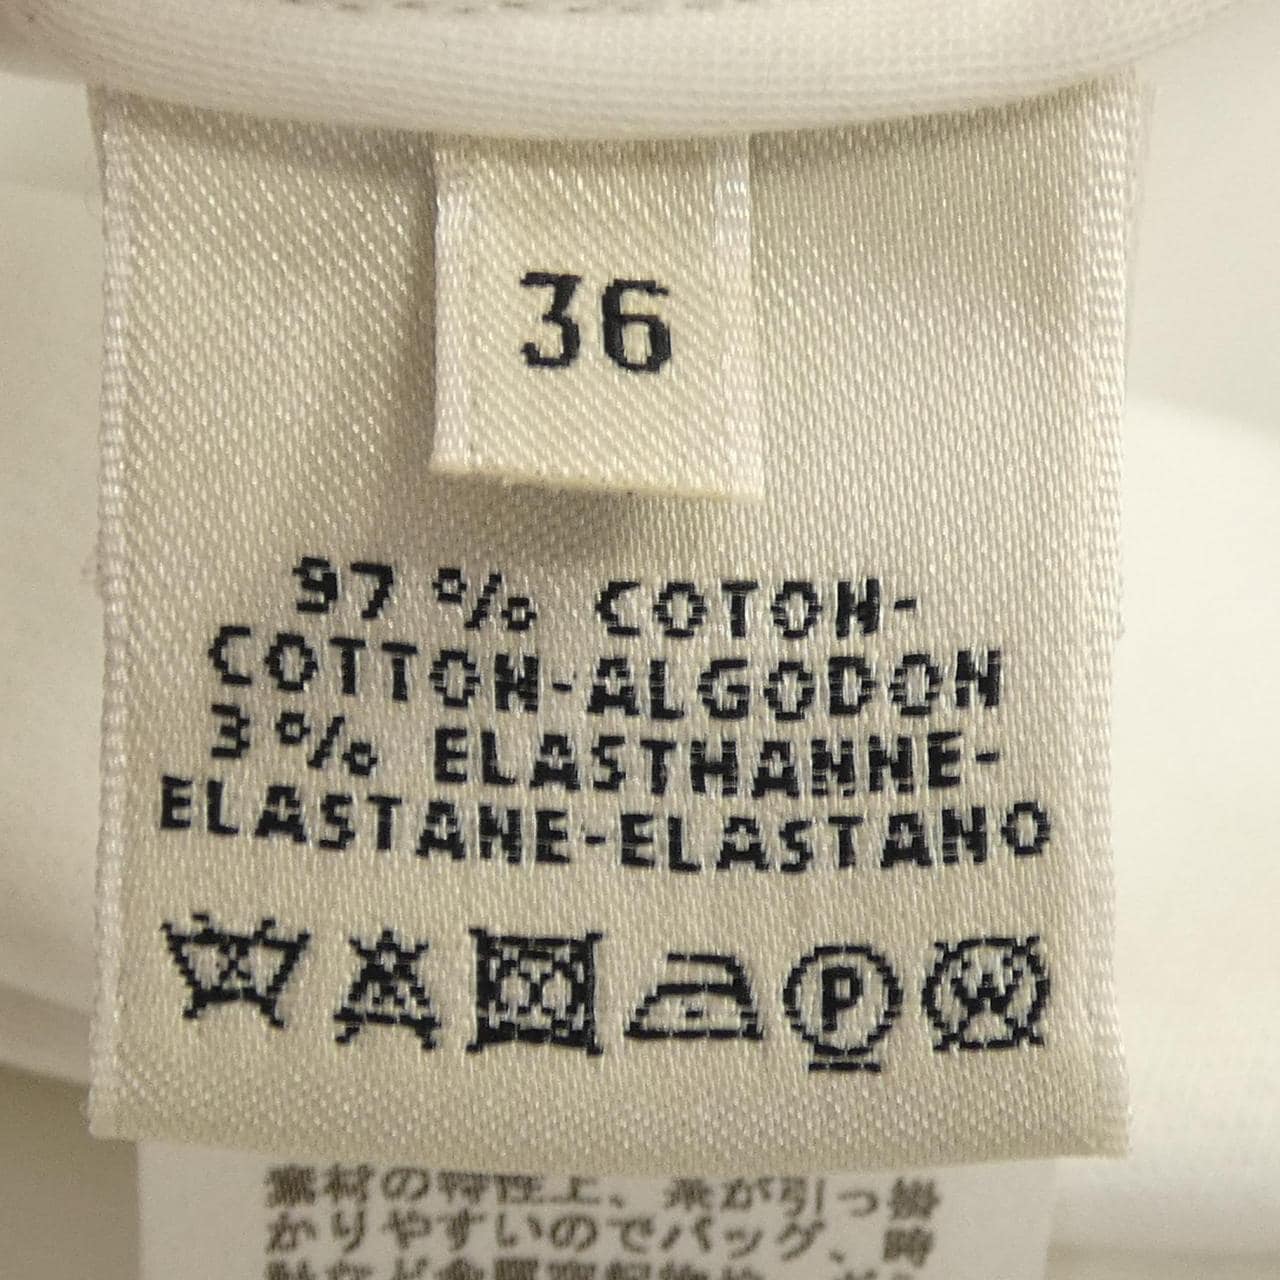 36
97 % COTON-
COTTON-ALGODON
3 % ELASTHANNE-
ELASTANE-ELASTANO
P
W
素材の特性上、糸が引っ掛
かりやすいのでバッグ、時